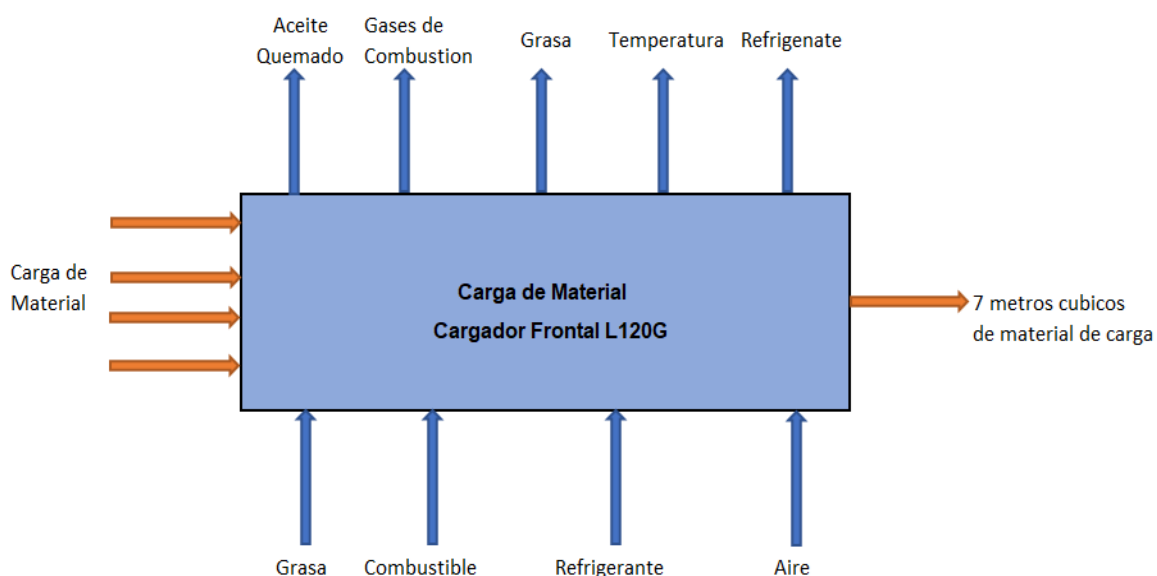 Aceite
Quemado
Gases de
Combustion
Grasa
Temperatura
Refrigenate
Carga de
Material
Carga de Material
Cargador Frontal L120G
7 metros cubicos
de material de carga
Grasa
Combustible
Refrigerante
Aire